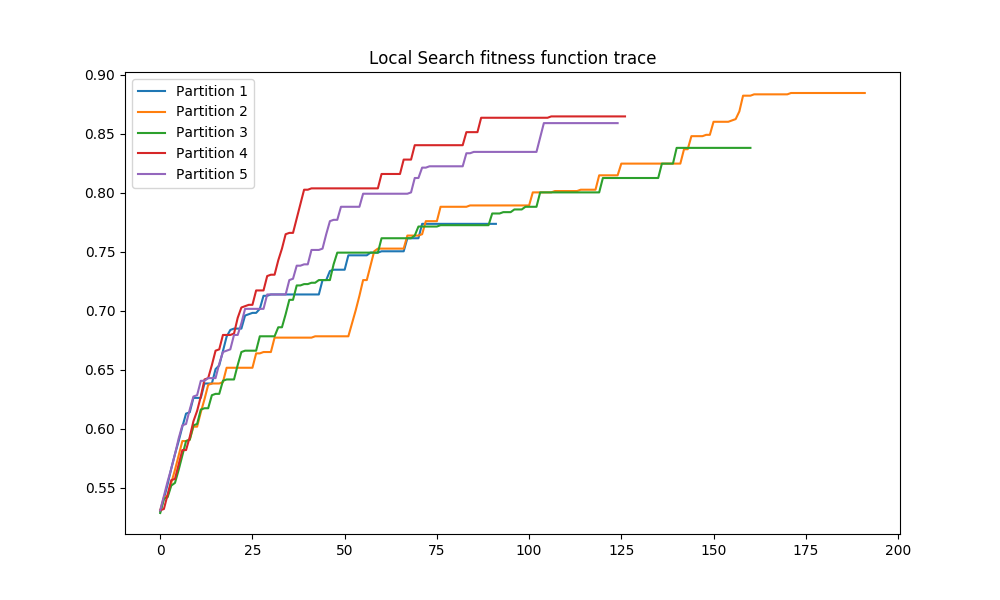 Local Search fitness function trace
Partition 1
Partition 2
Partition 3
Partition 4
Partition 5
0.90
0.85
0.80
0.75
0.70
0.65
0.60
0.55
0 25 50 75 100 125 150 175 200